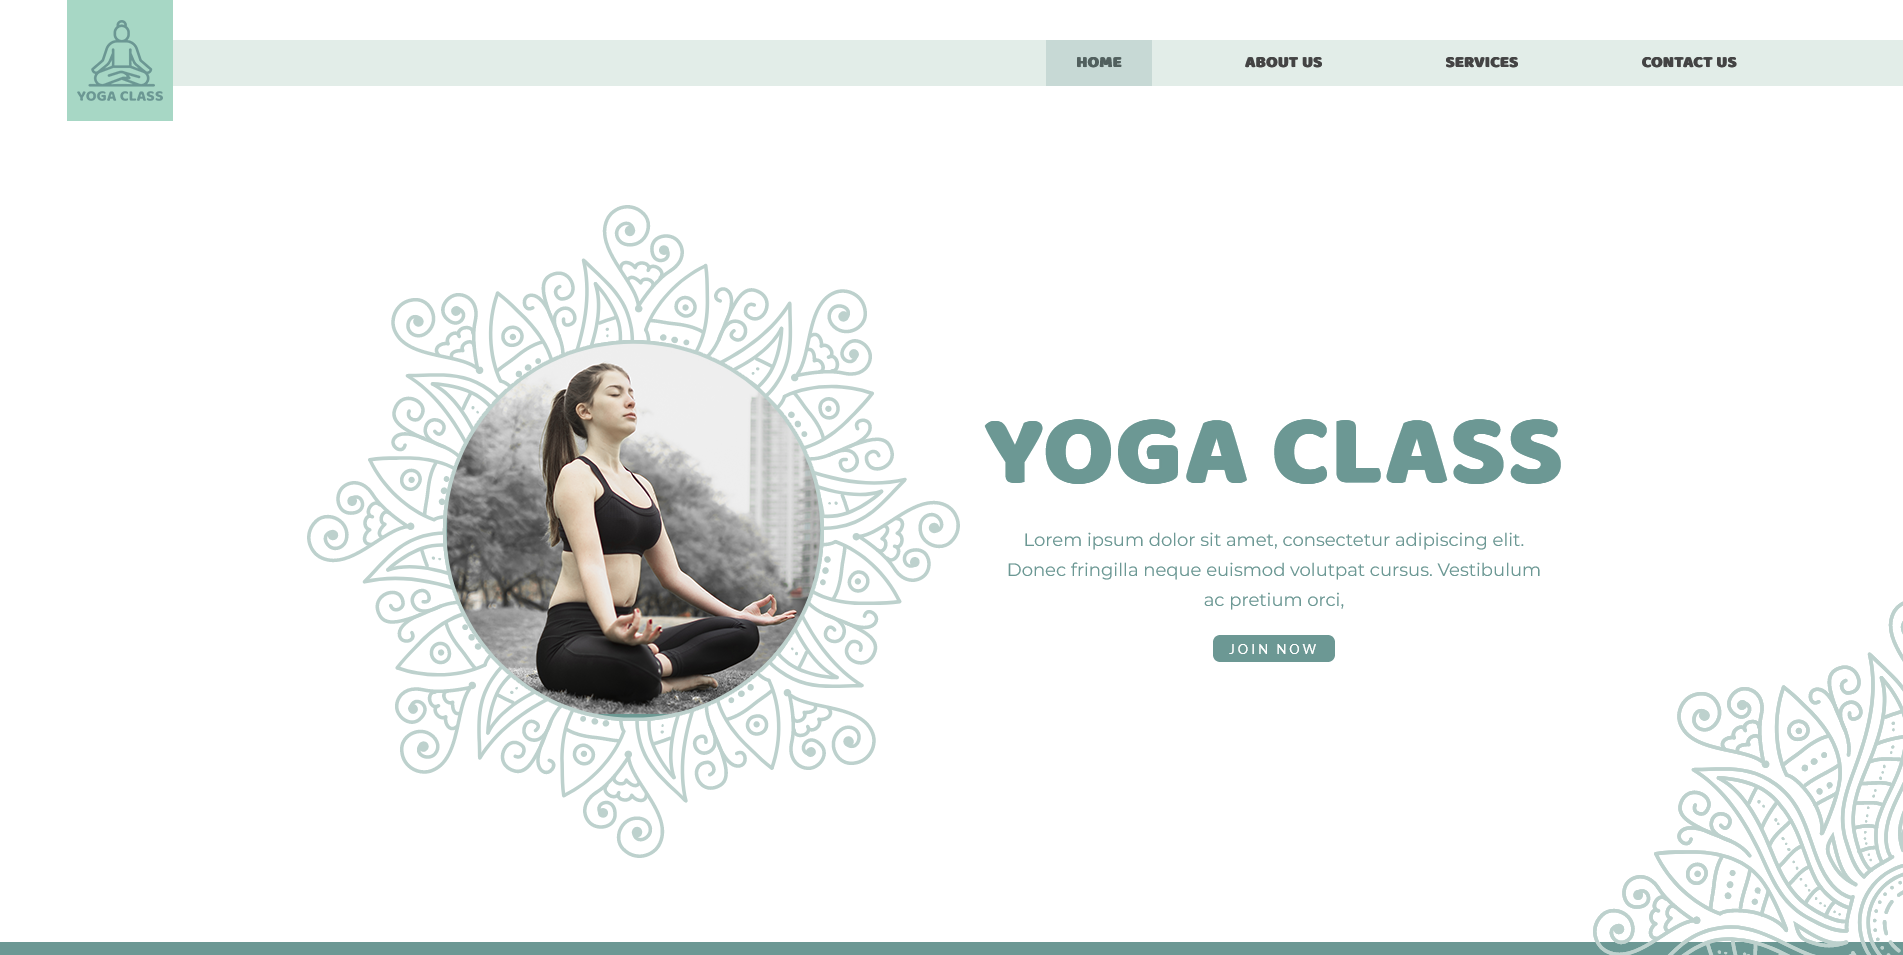 YOGA CLASS
HOME
ABOUT US
SERVICES
CONTACT US
YOGA CLASS
Lorem ipsum dolor sit amet, consectetur adipiscing elit.
Donec fringilla neque euismod volutpat cursus. Vestibulum
ac pretium orci,
JOIN NOW